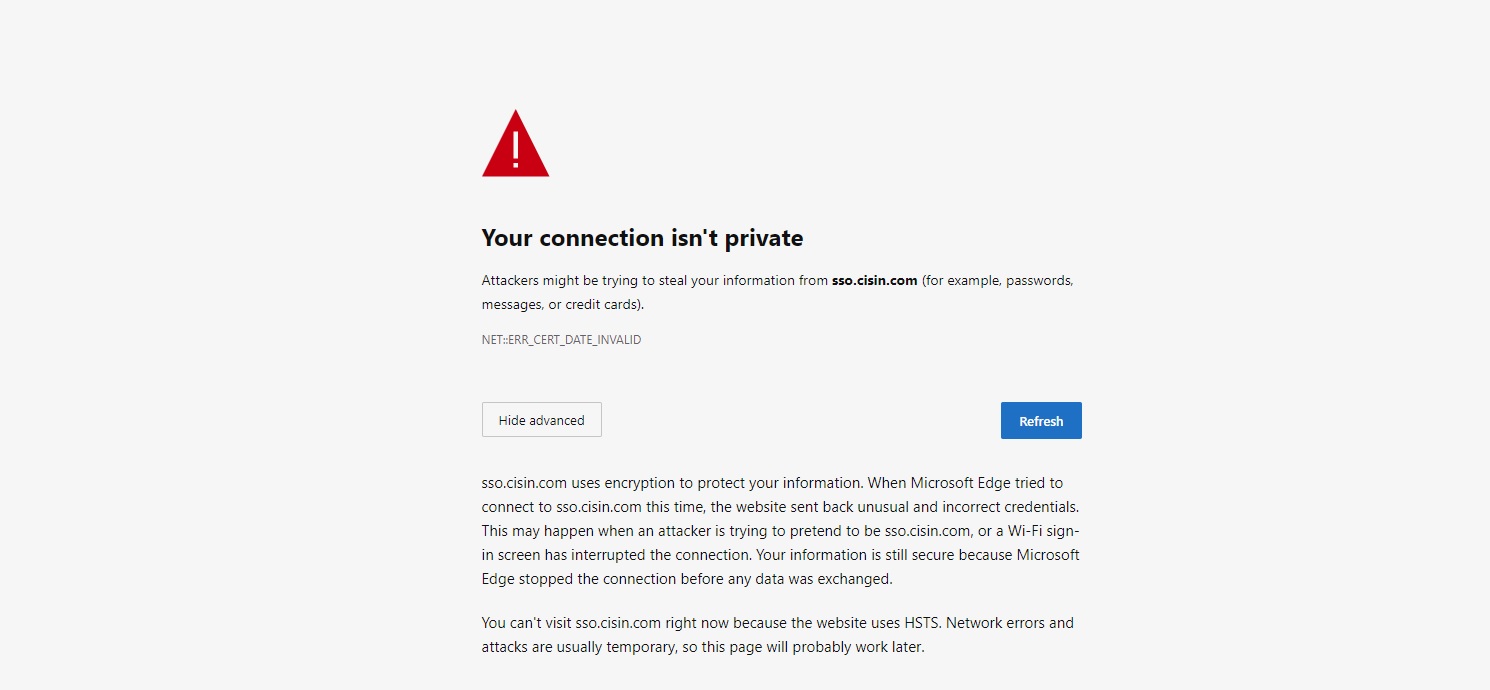 !
Your connection isn't private
Attackers might be trying to steal your information from sso.cisin.com (for example, passwords,
messages, or credit cards).
NET::ERR_CERT_DATE_INVALID
Hide advanced
Refresh
sso.cisin.com uses encryption to protect your information. When Microsoft Edge tried to
connect to sso.cisin.com this time, the website sent back unusual and incorrect credentials.
This may happen when an attacker is trying to pretend to be sso.cisin.com, or a Wi-Fi sign-
in screen has interrupted the connection. Your information is still secure because Microsoft
Edge stopped the connection before any data was exchanged.
You can't visit sso.cisin.com right now because the website uses HSTS. Network errors and
attacks are usually temporary, so this page will probably work later.